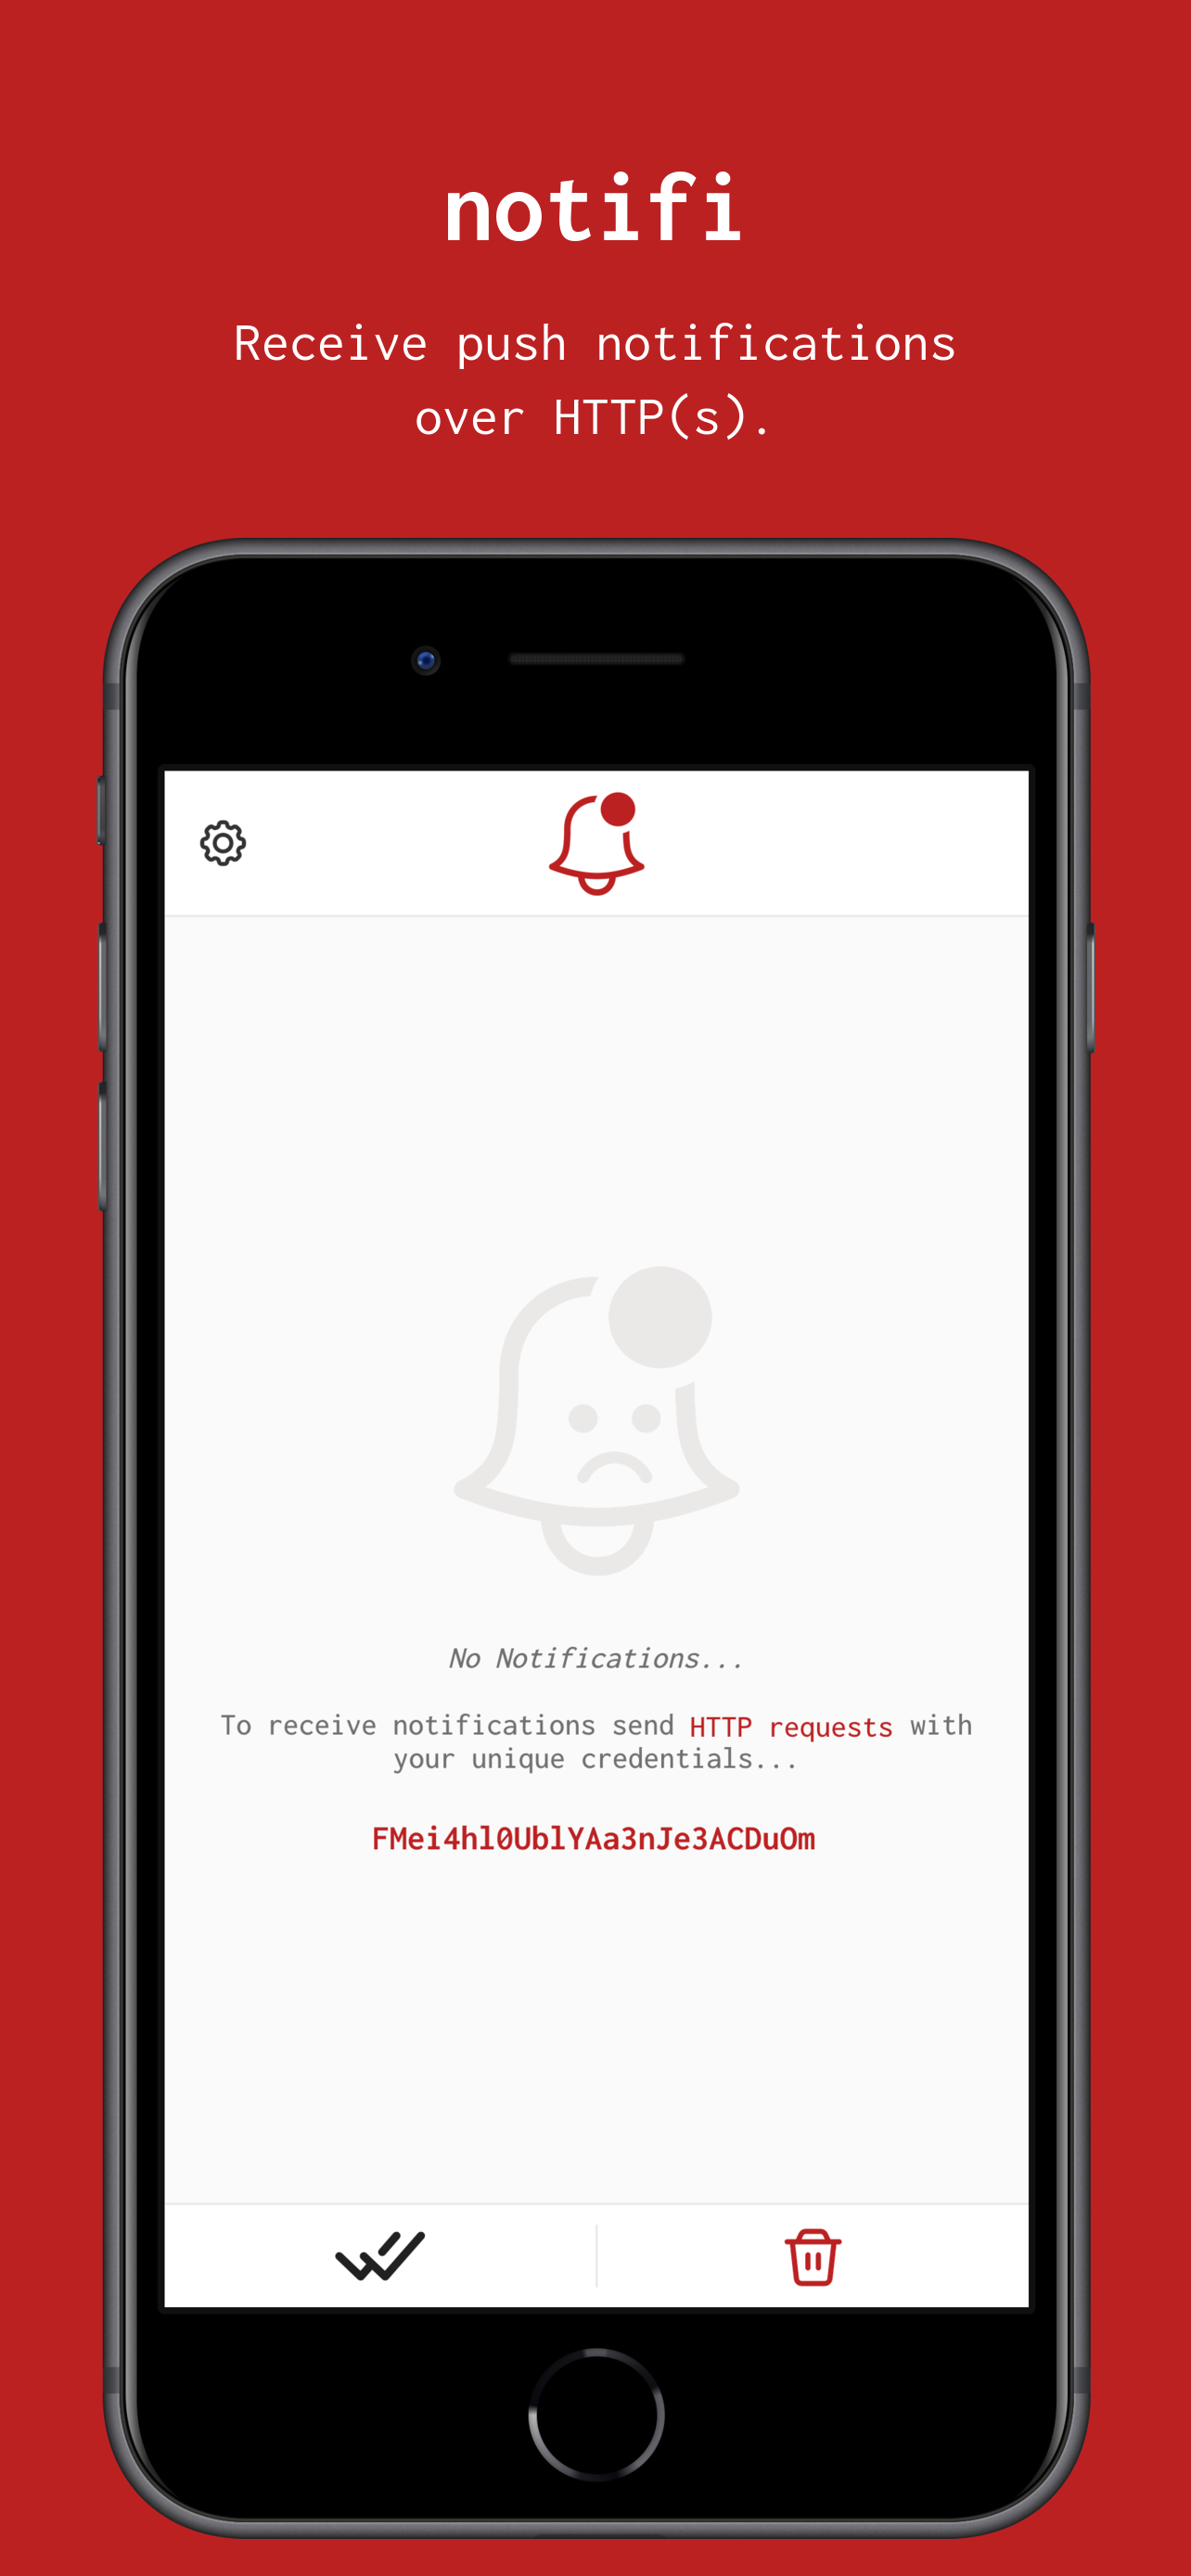 notifi
Receive push notifications
over HTTP(s).
No Notifications...
To receive notifications send HTTP requests with
your unique credentials...
FMei4hl0UblYAa3nJe3ACDuOm